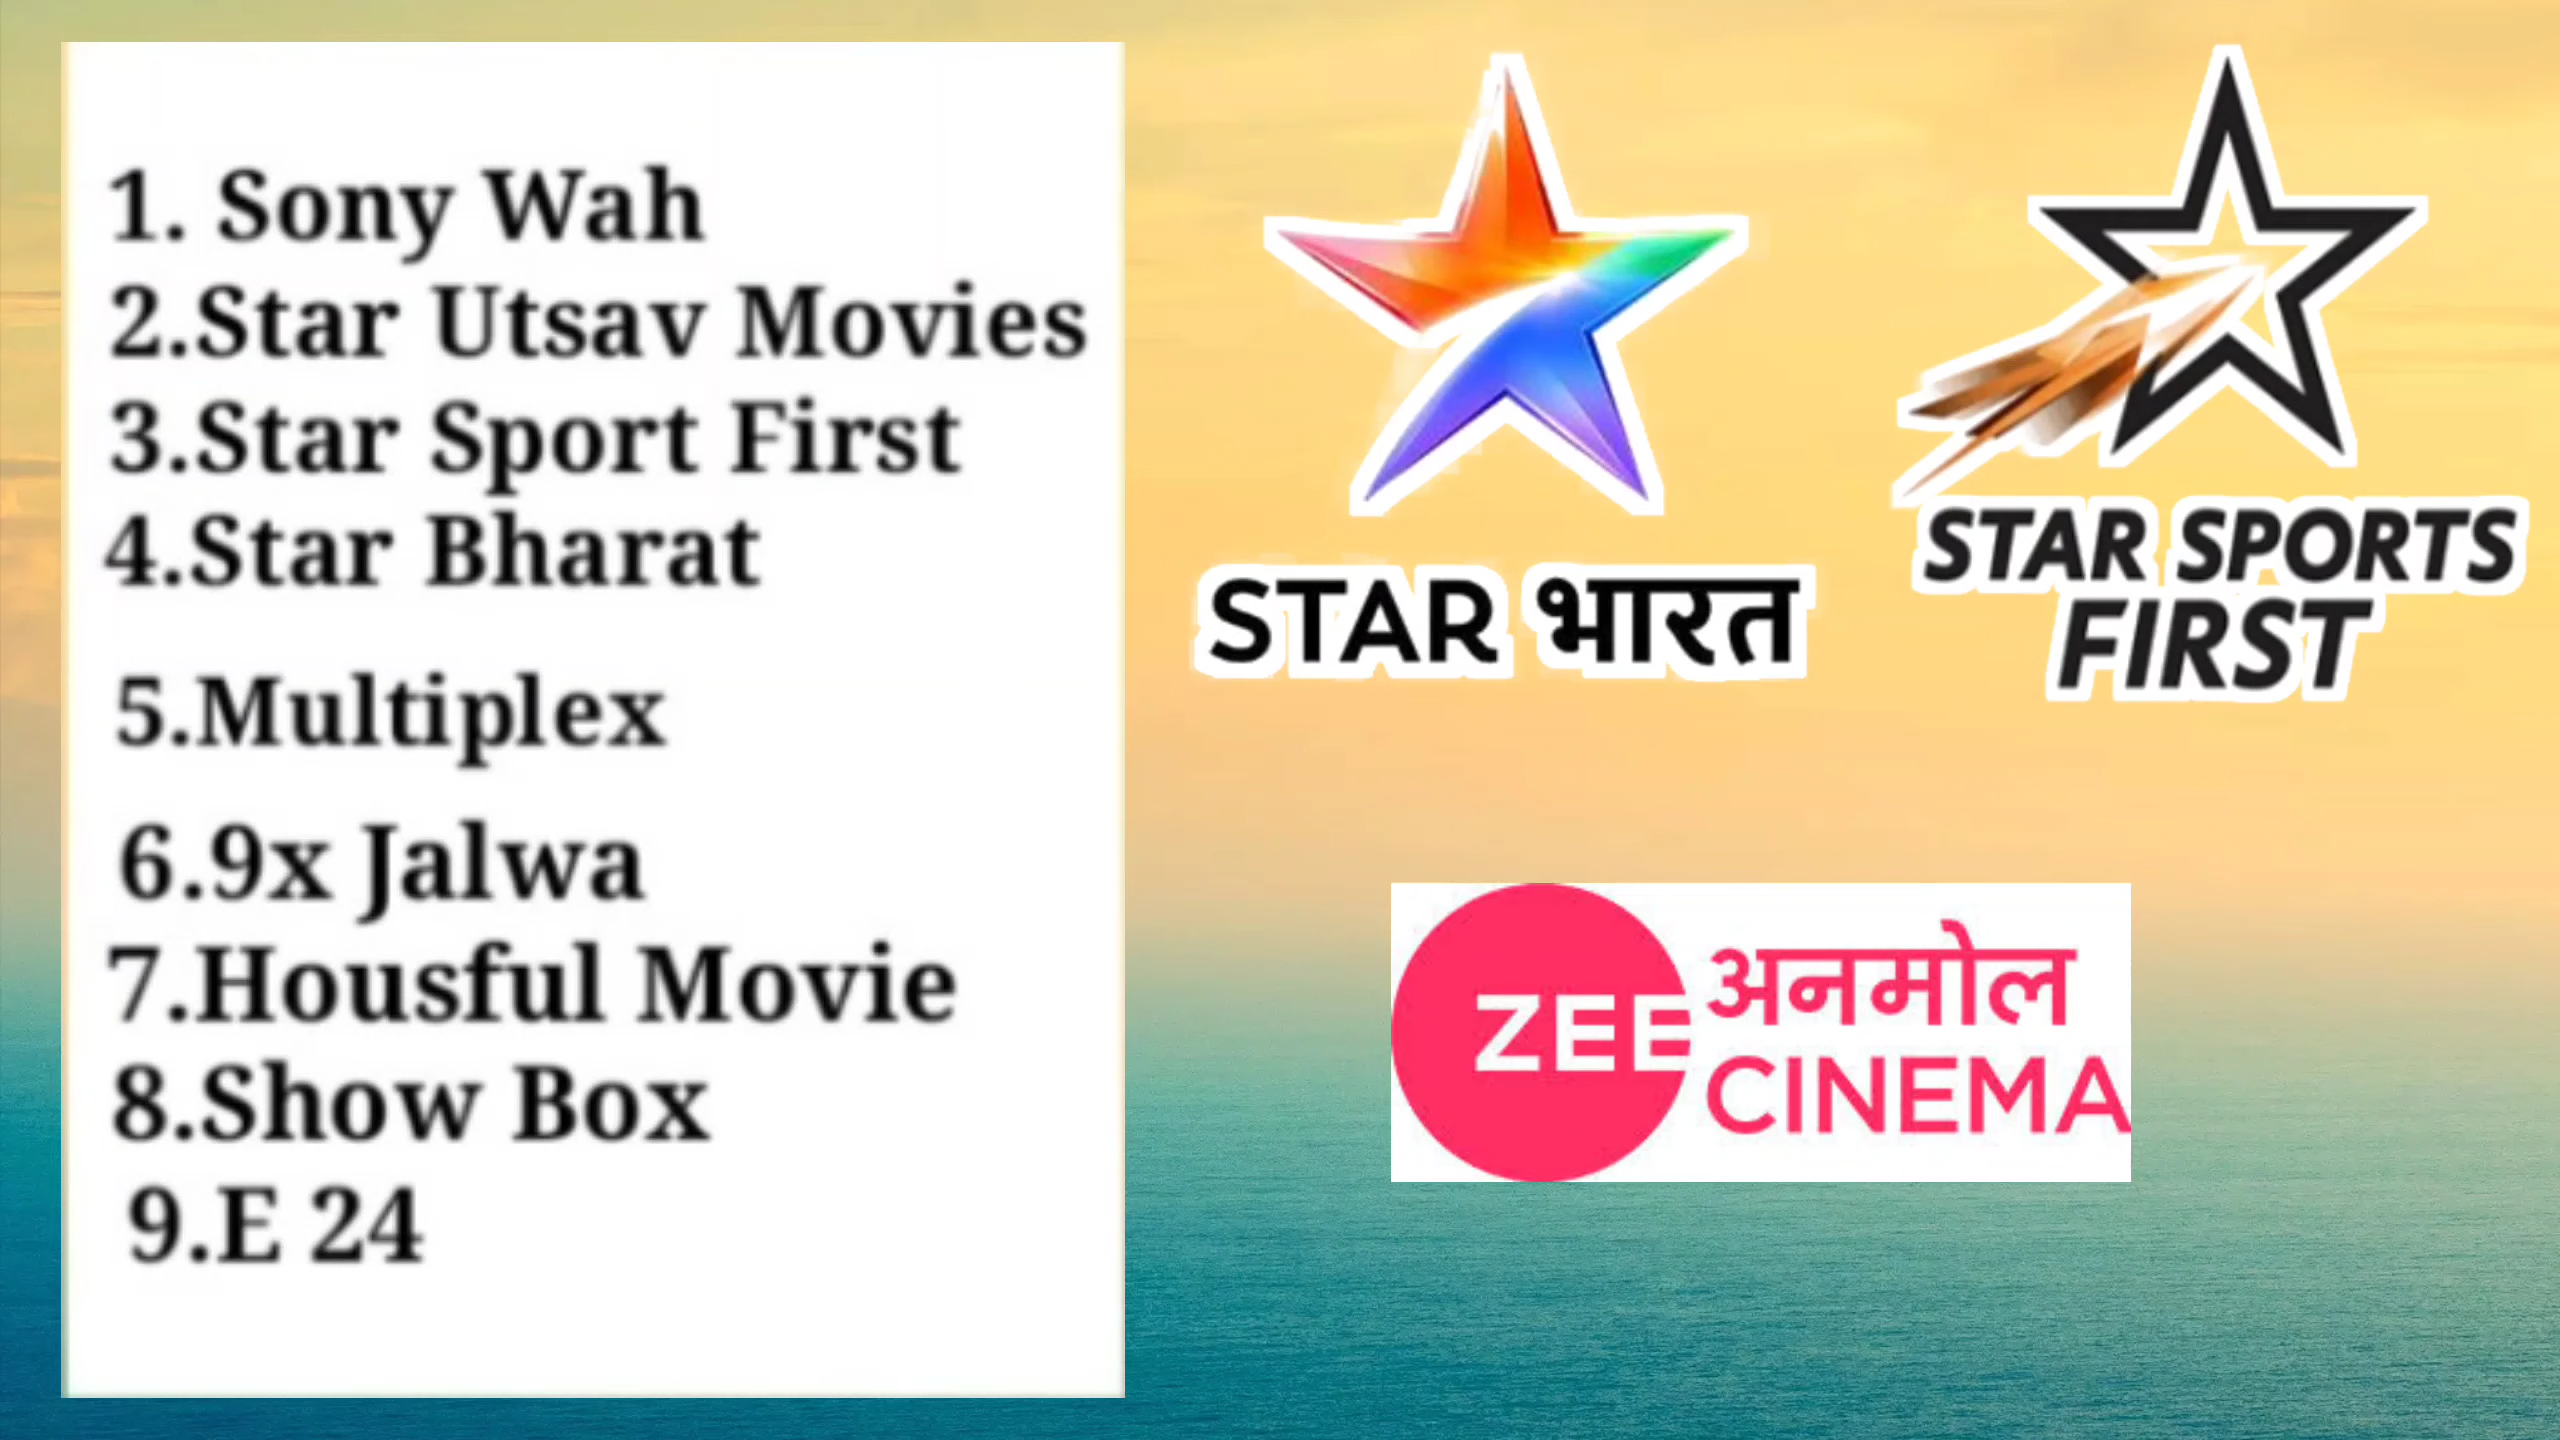 1. Sony Wah
2.Star Utsav Movies
3.Star Sport First
4.Star Bharat
5.Multiplex
6.9x Jalwa
7.Housful Movie
8.Show Box
9.E 24
STAR भारत
STAR SPORTS
FIRST
ZEE
अनमोल
CINEMA